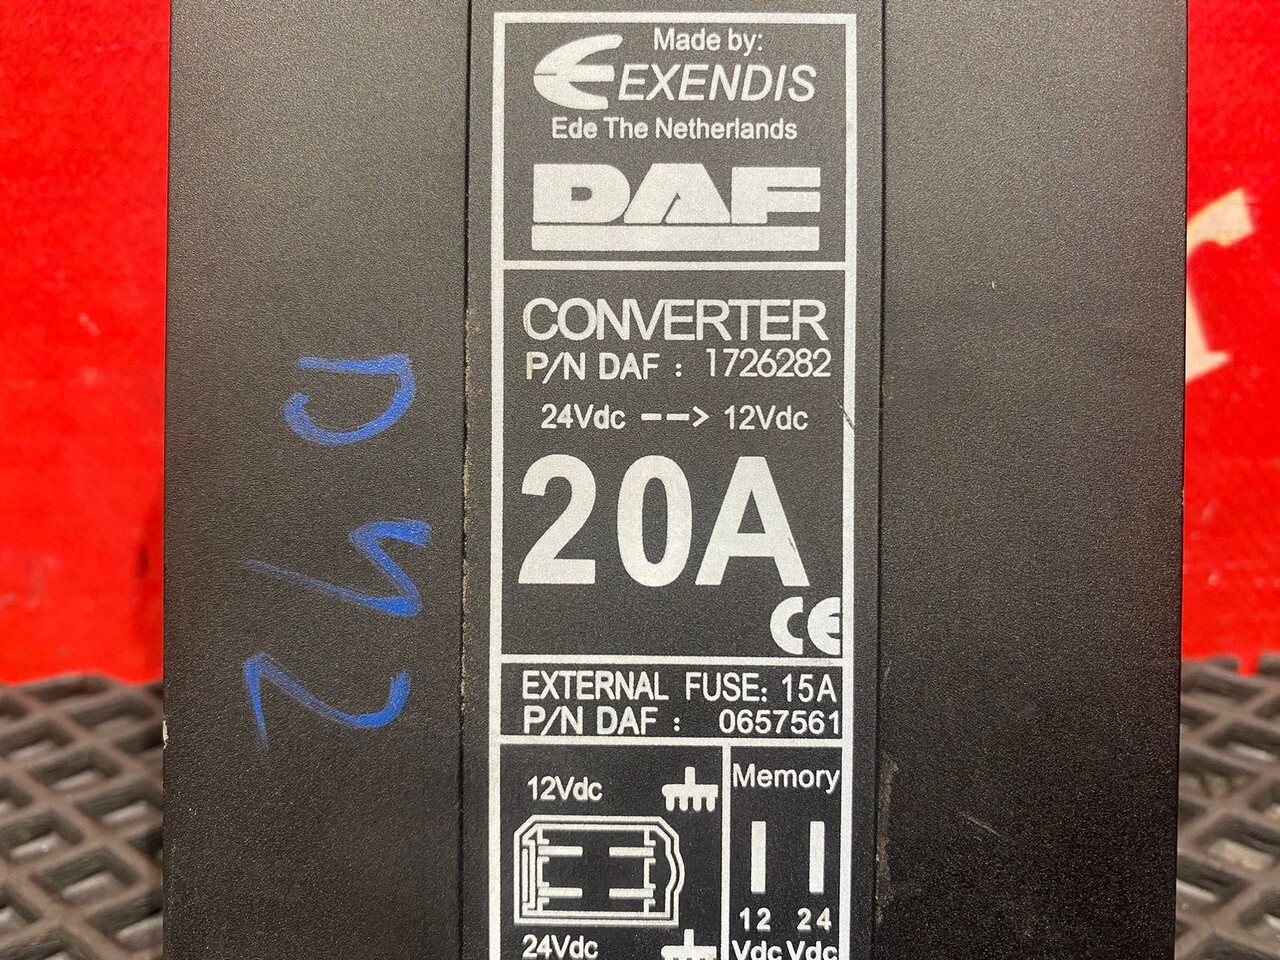 Made by:
EXENDIS
Ede The Netherlands
DAF
CONVERTER
P/N DAF : 1726282
24Vdc --> 12Vdc
20A
CE
EXTERNAL FUSE: 15A
P/N DAF : 0657561
12Vdc
Memory
12 24
Vdc Vdc
24Vdc